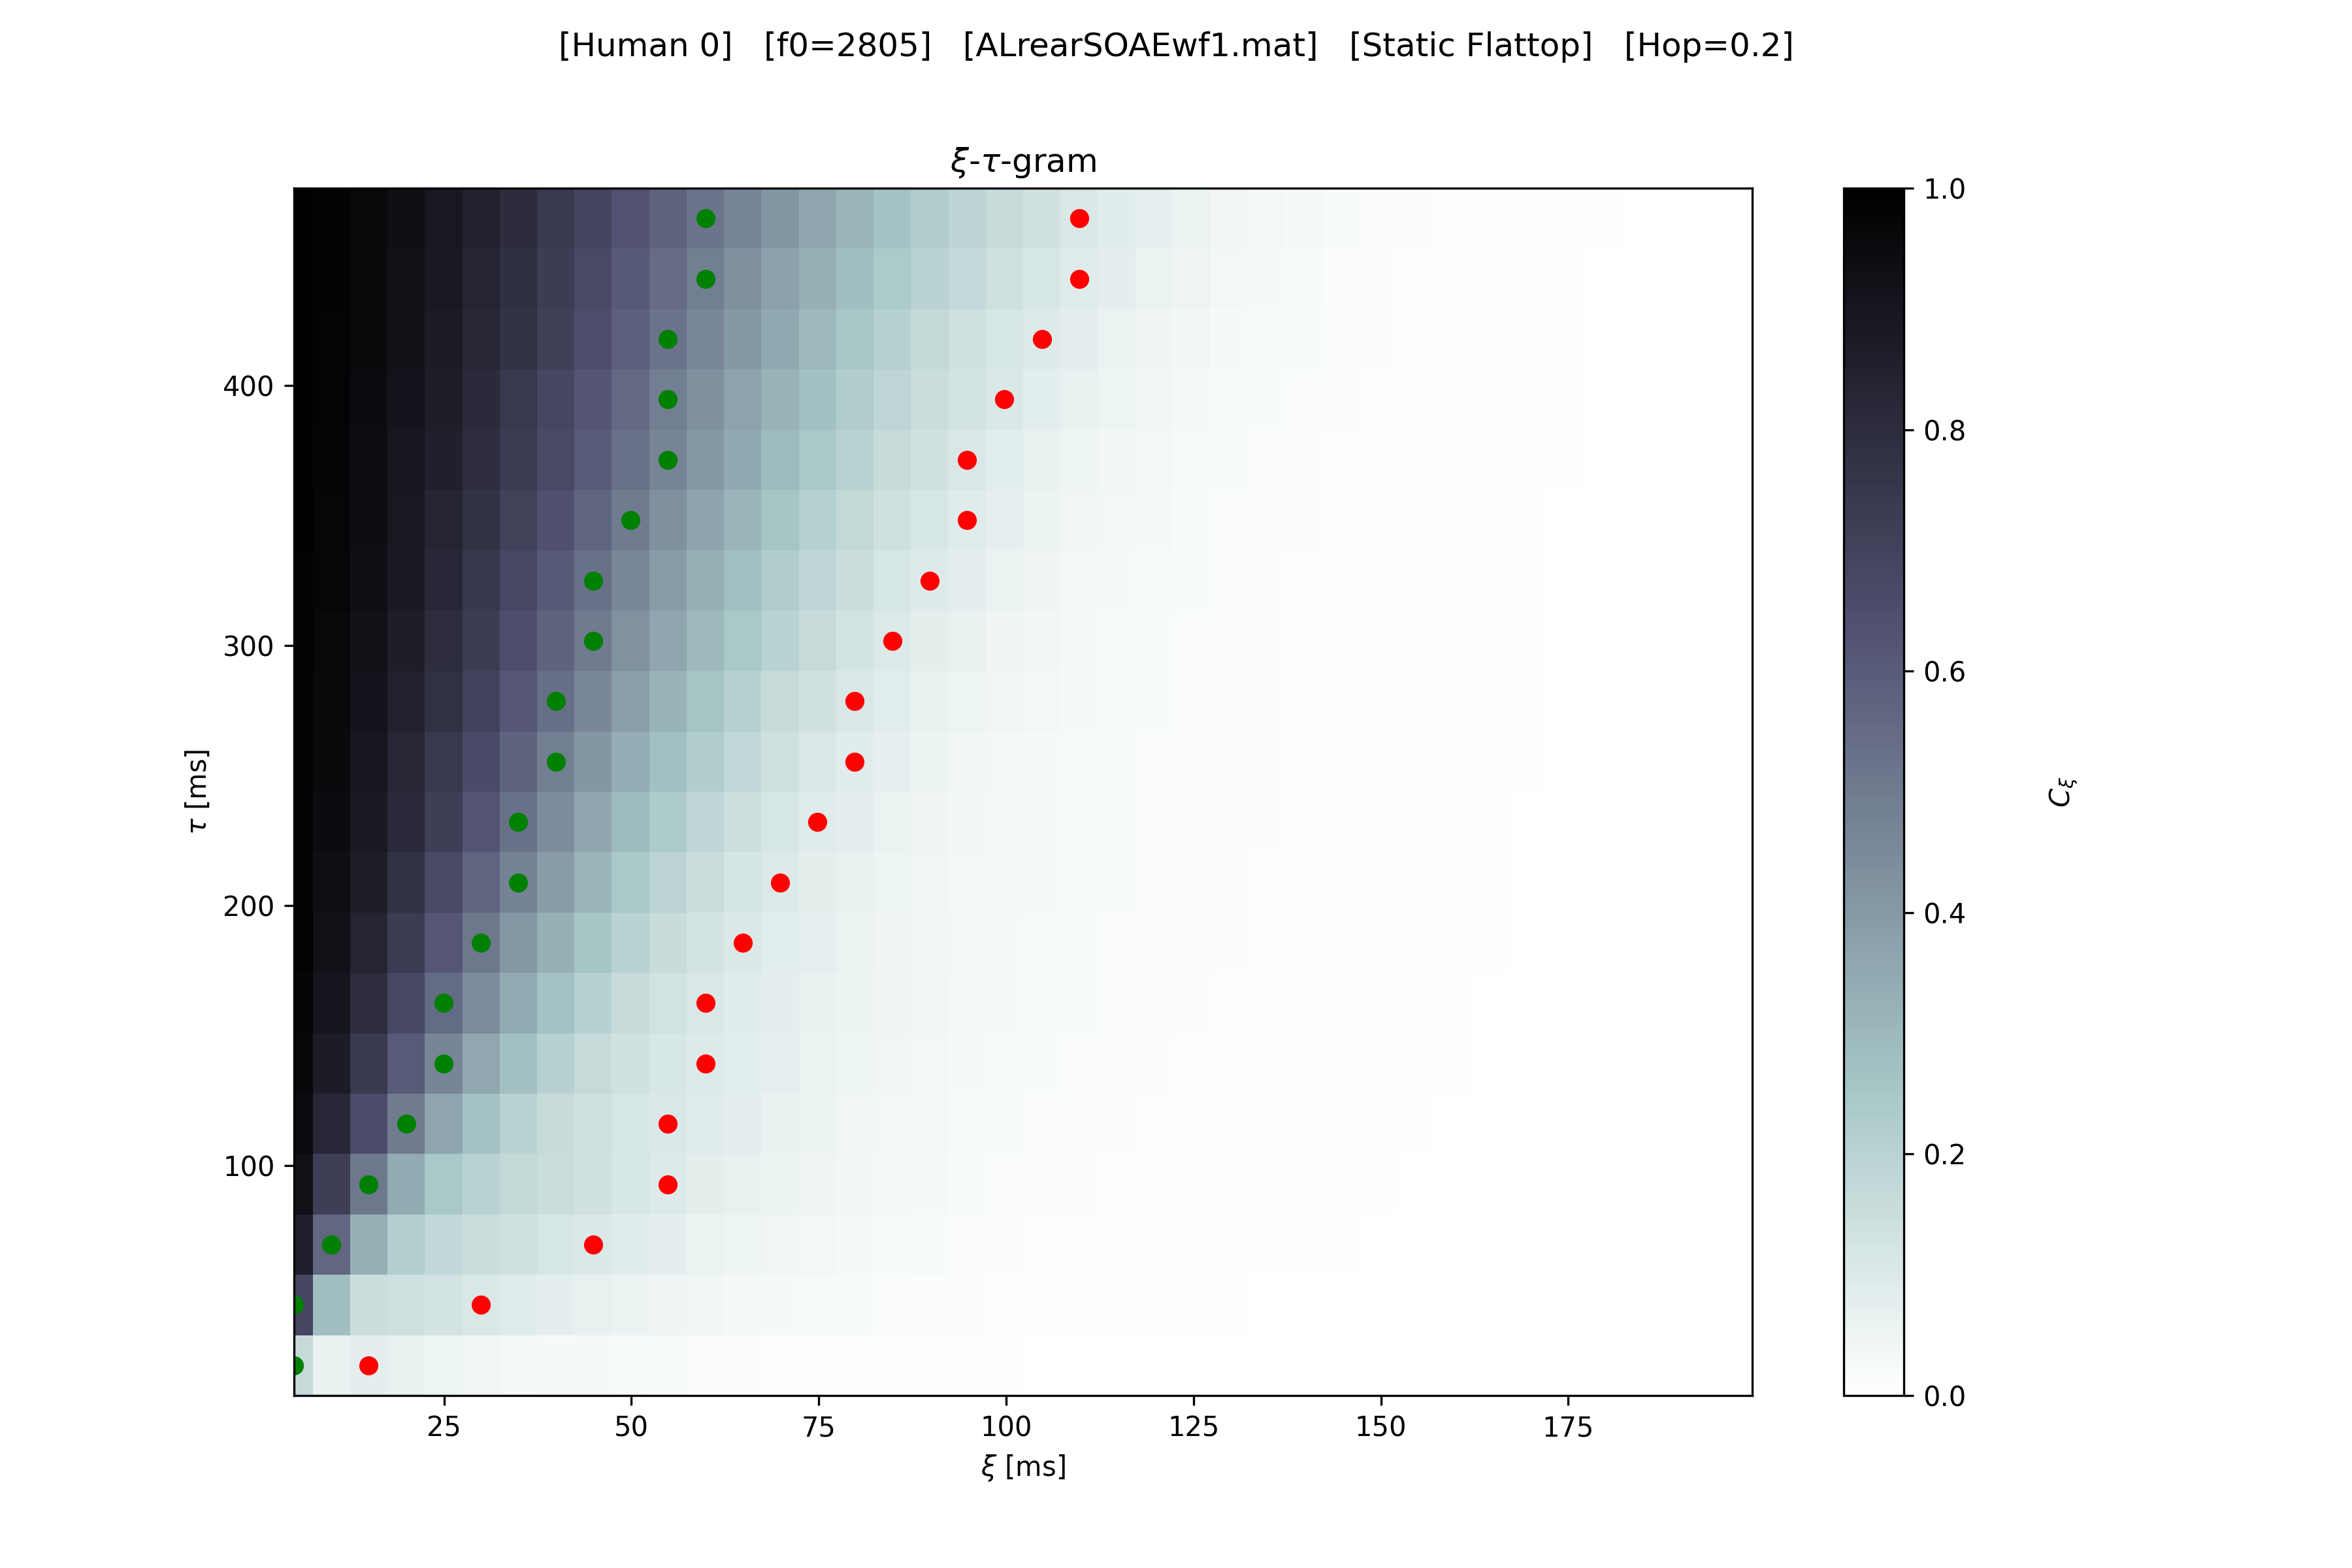 [Human 0]   [f0=2805]   [ALrearSOAEwf1.mat]   [Static Flattop]   [Hop=0.2]
ξ-τ-gram
1.0
0.8
0.6
0.4
0.2
0.0
C_ξ
400
300
200
100
τ [ms]
25 50 75 100 125 150 175
ξ [ms]